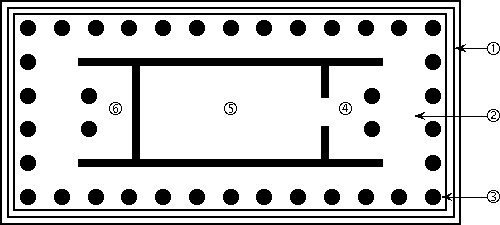 ①
②
⑥ ⑤ ④
③